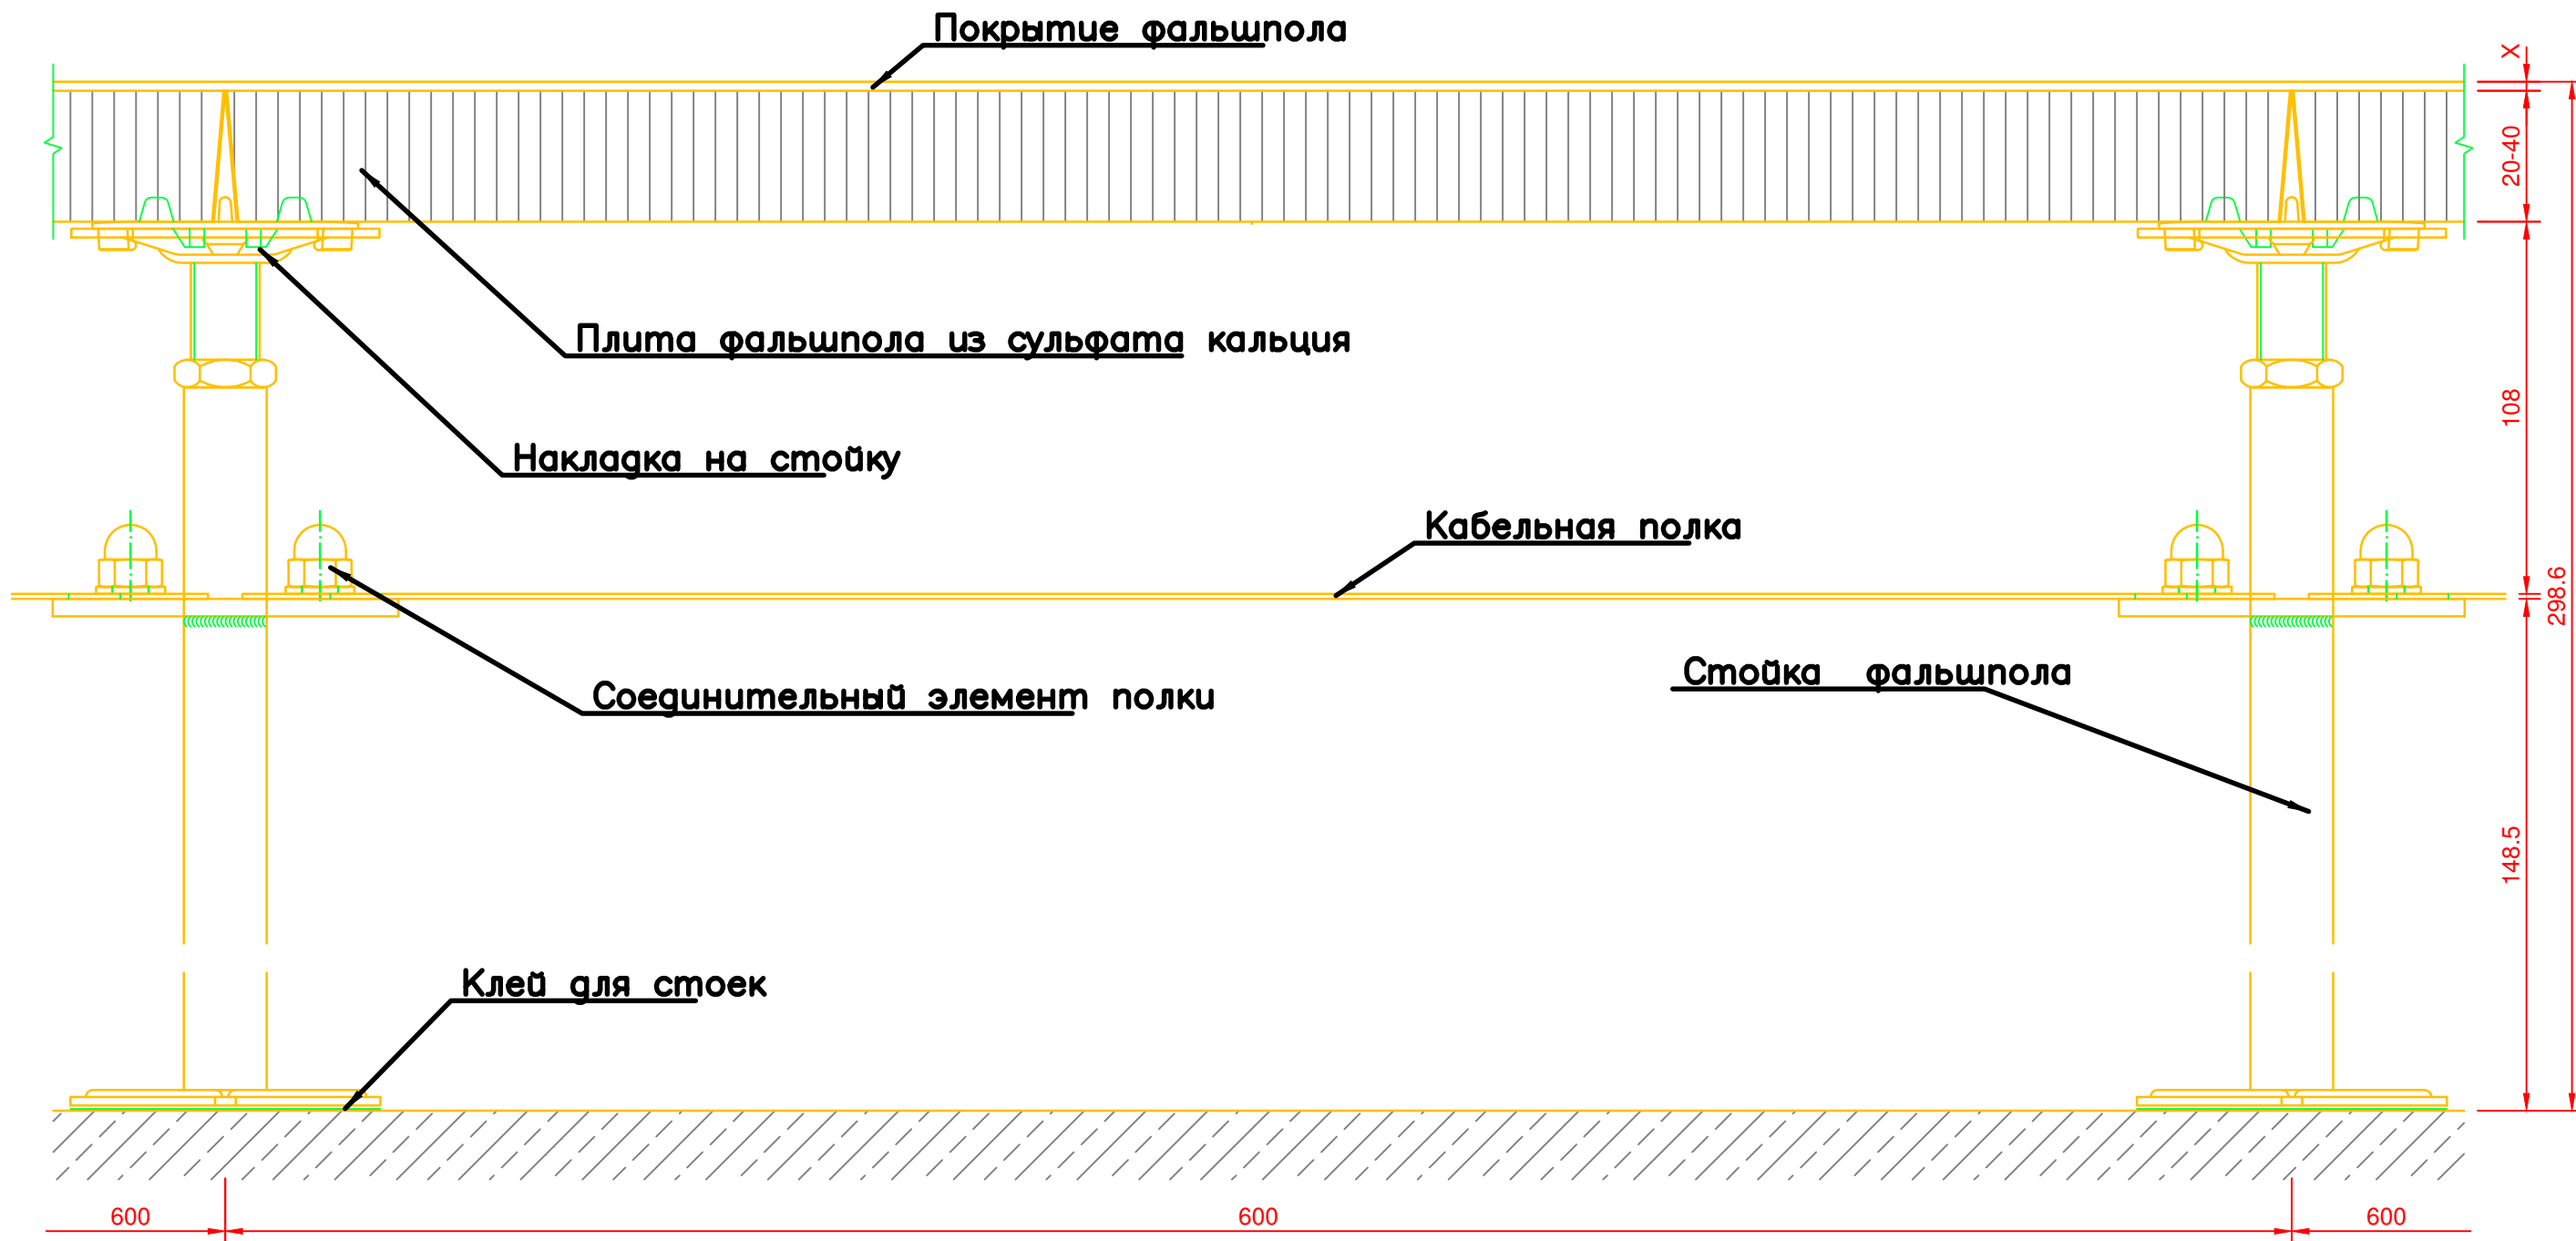 Покрытие фальшпола
X
20-40
Плита фальшпола из сульфата кальция
108
Накладка на стойку
Кабельная полка
298.6
Соединительный элемент полки
Стойка фальшпола
148.5
Клей для стоек
600
600
600